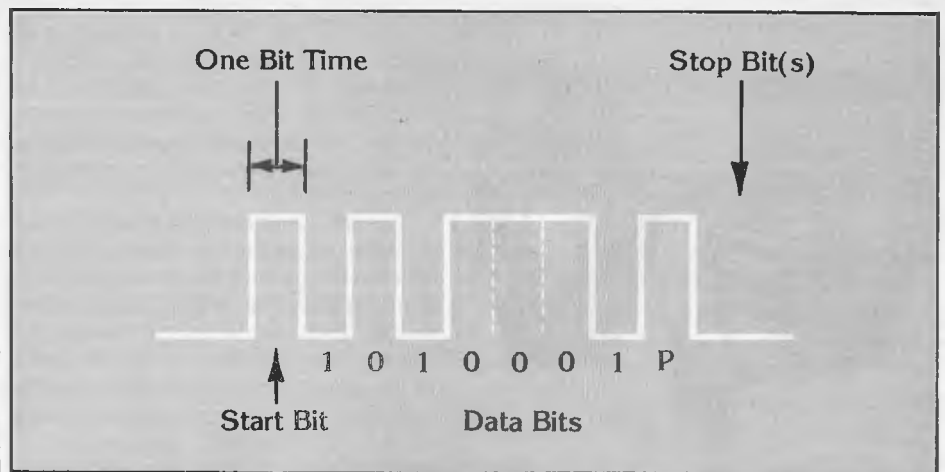 One Bit Time
Stop Bit(s)
1 0 1 0 0 0 1 P
Start Bit
Data Bits